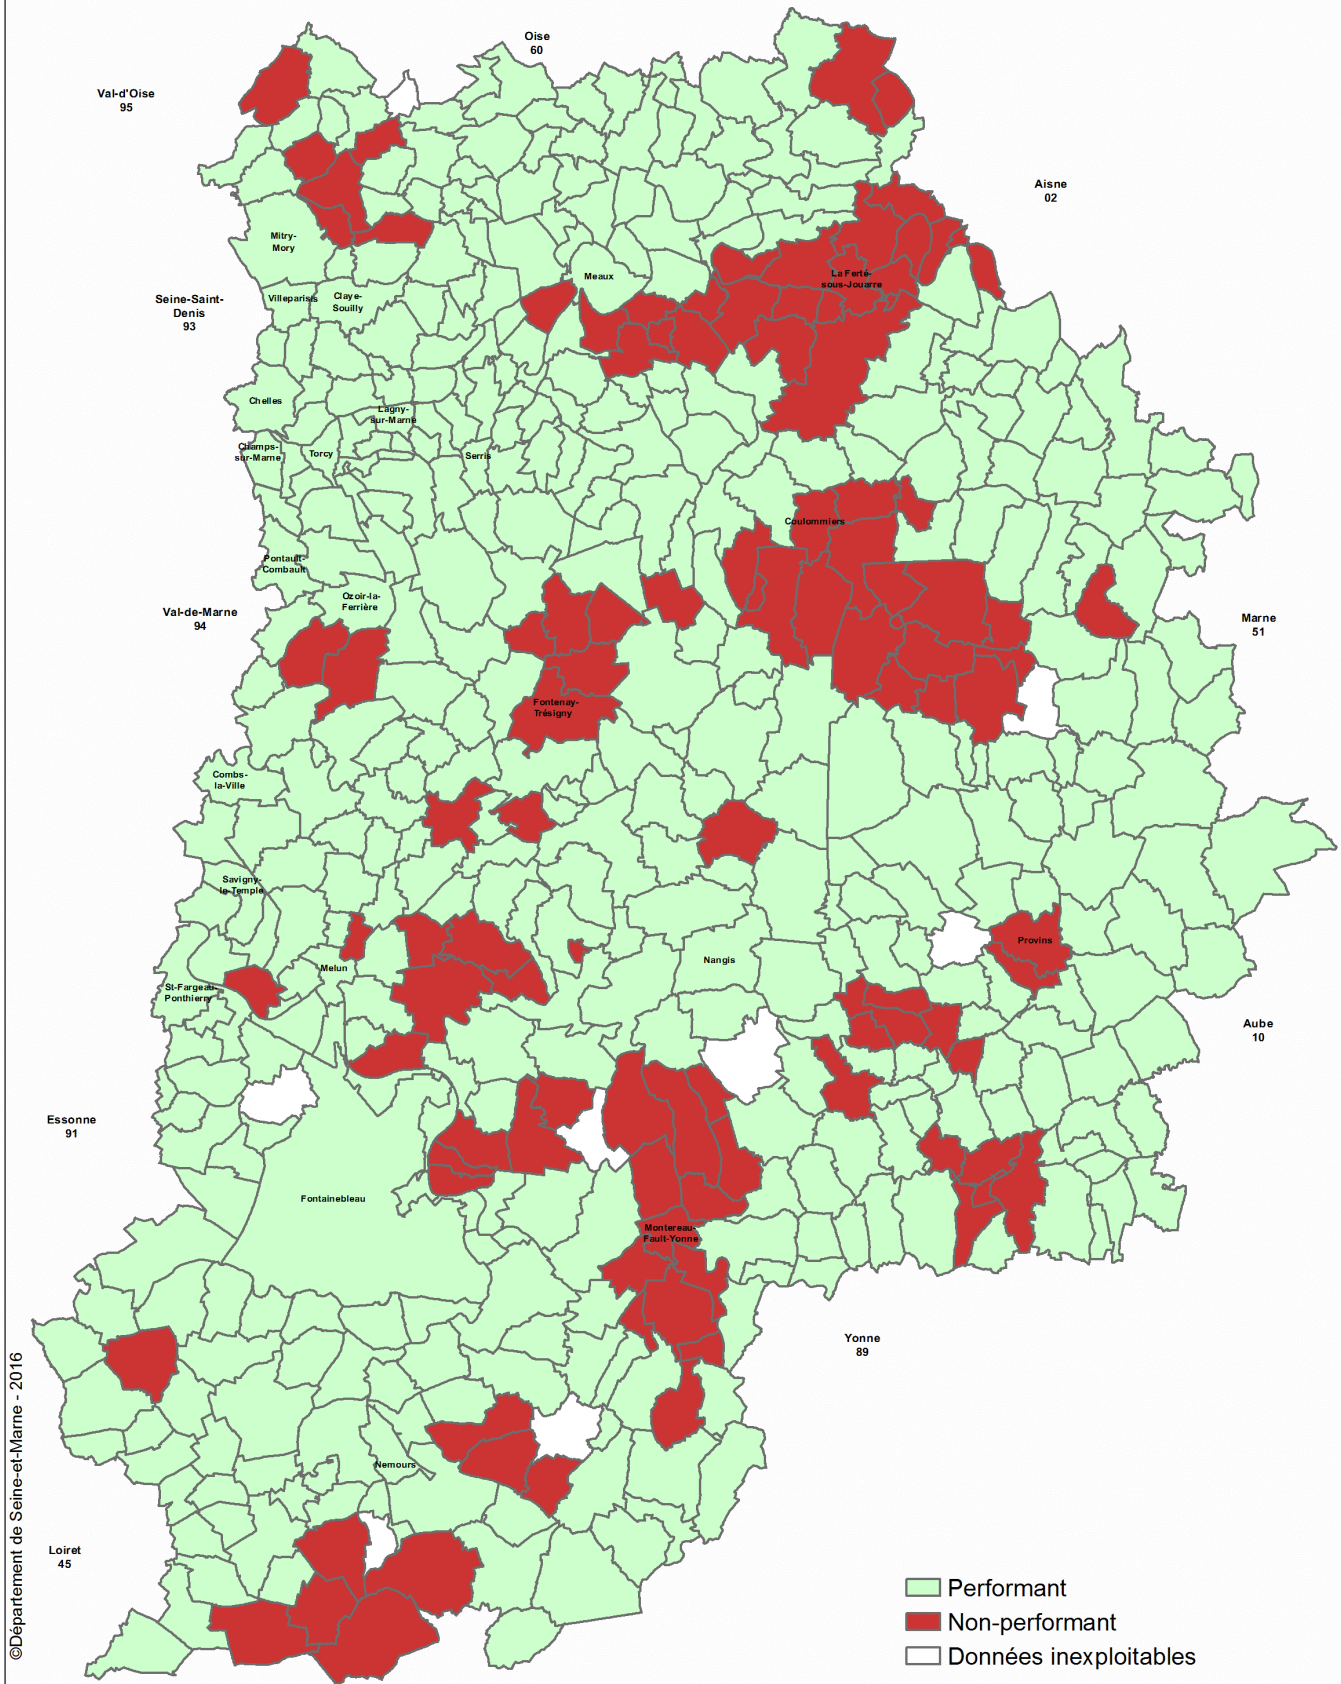 Oise
60
Val-d'Oise
95
Aisne
02
Mitry-
Mory
Meaux
La Ferté-
sous-Jouarre
Seine-Saint-
Denis
93
Villeparisis
Claye-
Souilly
Chelles
Lagny-
sur-Marne
Champs-
sur-Marne
Torcy
Serris
Coulommiers
Pontault-
Combault
Ozoir-la-
Ferrière
Val-de-Marne
94
Marne
51
Fontenay-
Trésigny
Combs-
la-Ville
Savigny-
le-Temple
Provins
Nangis
Melun
St-Fargeau-
Ponthierry
Aube
10
Essonne
91
Fontainebleau
Montereau-
Fault-Yonne
Yonne
89
Nemours
Loiret
45
Performant
Non-performant
Données inexploitables
©Département de Seine-et-Marne - 2016